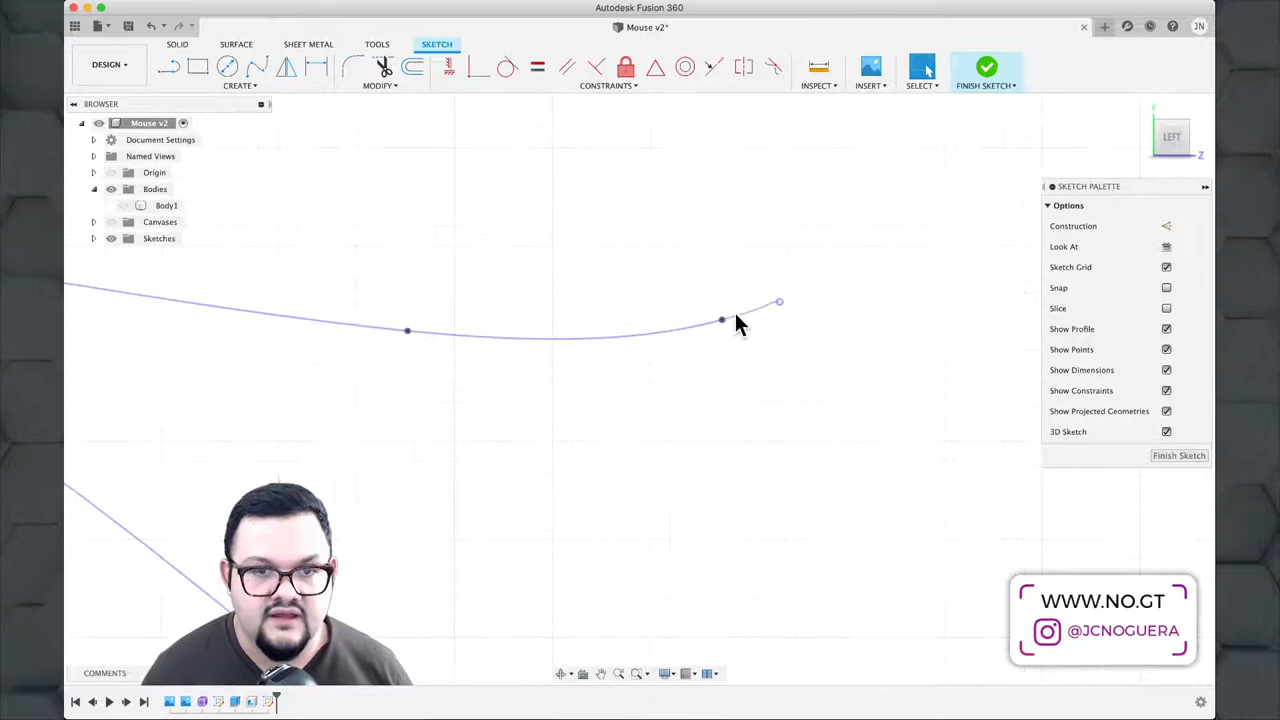 Autodesk Fusion 360
Mouse v2*
JN
DESIGN
SOLID
SURFACE
SHEET METAL
TOOLS
SKETCH
CREATE
MODIFY
CONSTRAINTS
INSPECT
INSERT
SELECT
FINISH SKETCH
BROWSER
Mouse v2
Document Settings
Named Views
Origin
Bodies
Body1
Canvases
Sketches
LEFT
Z
SKETCH PALETTE
Options
Construction
Look At
Sketch Grid
Snap
Slice
Show Profile
Show Points
Show Dimensions
Show Constraints
Show Projected Geometries
3D Sketch
Finish Sketch
WWW.NO.GT
@JCNOGUERA
COMMENTS